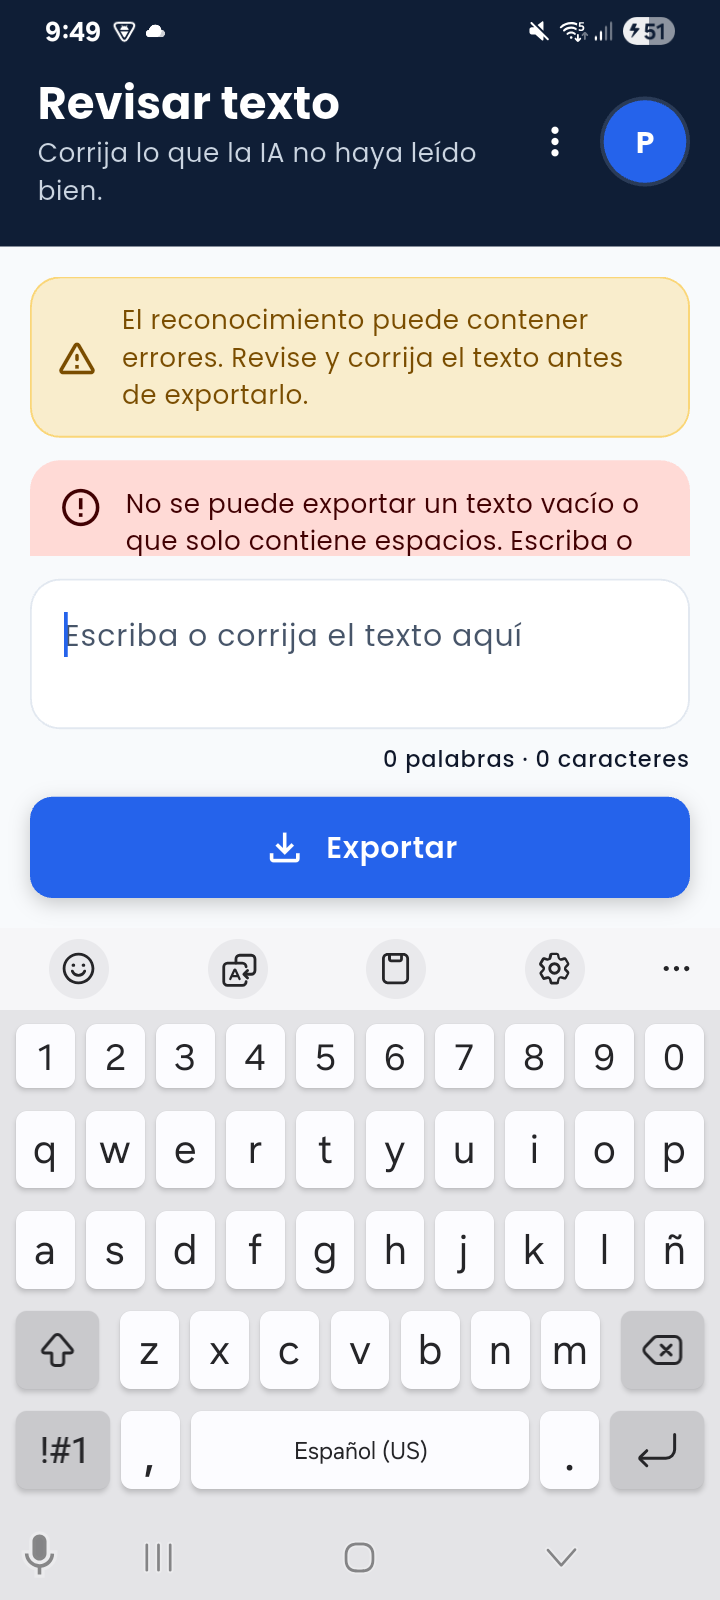 9:49
5
51
Revisar texto
Corrija lo que la IA no haya leído
bien.
P
El reconocimiento puede contener
errores. Revise y corrija el texto antes
de exportarlo.
No se puede exportar un texto vacío o
que solo contiene espacios. Escriba o
Escriba o corrija el texto aquí
0 palabras · 0 caracteres
Exportar
A
1 2 3 4 5 6 7 8 9 0
q w e r t y u i o p
a s d f g h j k l ñ
z x c v b n m
!#1 , Español (US) .